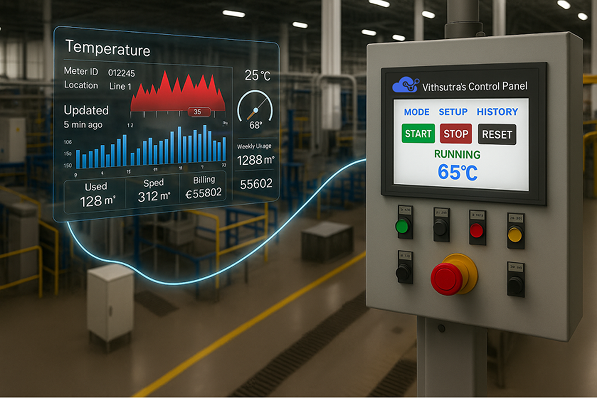 Temperature
Meter ID 012245
Location Line 1
Updated
5 min ago
35
25 °C
68°
Weekly Usage
1288 m³
55602
Used
128 m³
Sped
312 m³
Billing
€55802
Vithsutra's Control Panel
MODE SETUP HISTORY
START STOP RESET
RUNNING
65°C